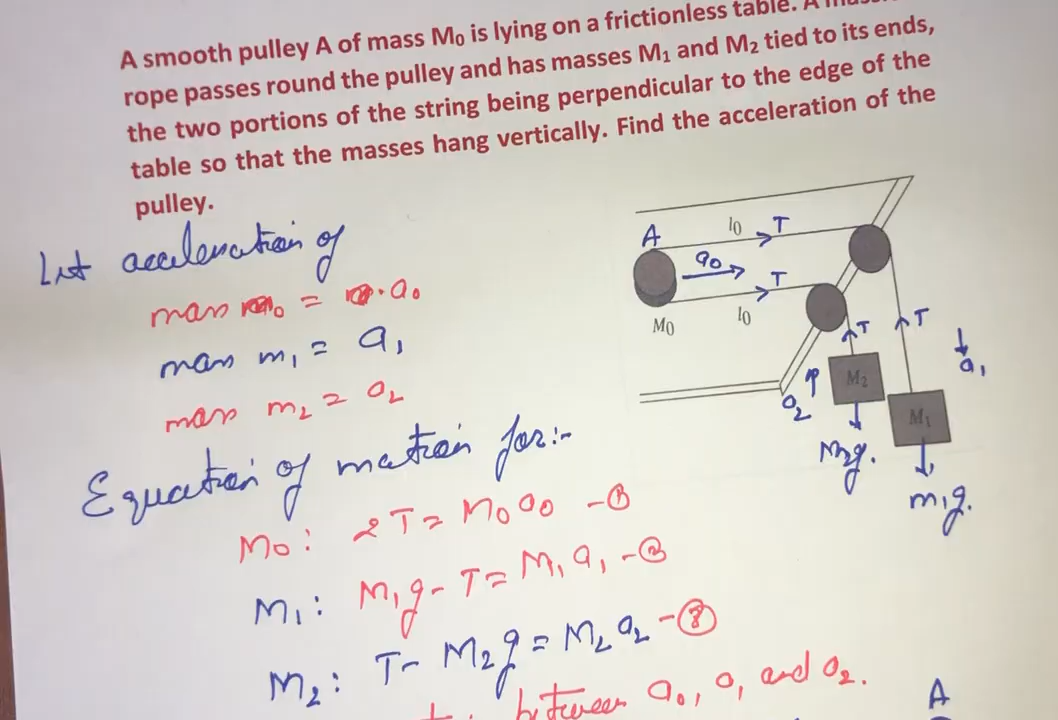 A smooth pulley A of mass M₀ is lying on a frictionless table. A
rope passes round the pulley and has masses M₁ and M₂ tied to its ends,
the two portions of the string being perpendicular to the edge of the
table so that the masses hang vertically. Find the acceleration of the
pulley.
Let acceleration of
mass m₀ = a₀
mass m₁ = a₁
mass m₂ = a₂
A
l₀
T
a₀
T
M₀
l₀
T
T
a₁
a₂
M₂
M₁
M₂g.
m₁g.
Equation of motion for:-
M₀: 2T = M₀a₀ -①
M₁: M₁g - T = M₁a₁ -②
M₂: T - M₂g = M₂a₂ -③
between a₀, a, and a₂.
A